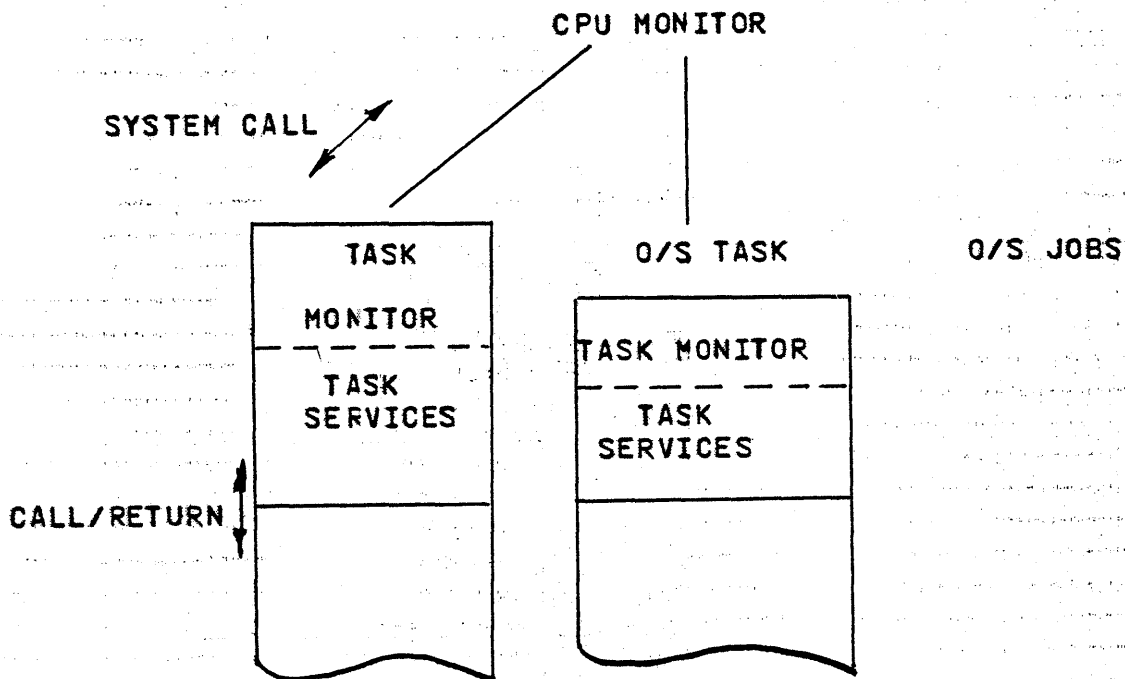 CPU MONITOR
SYSTEM CALL
TASK
MONITOR
TASK
SERVICES
O/S TASK
TASK MONITOR
TASK
SERVICES
O/S JOBS
CALL/RETURN